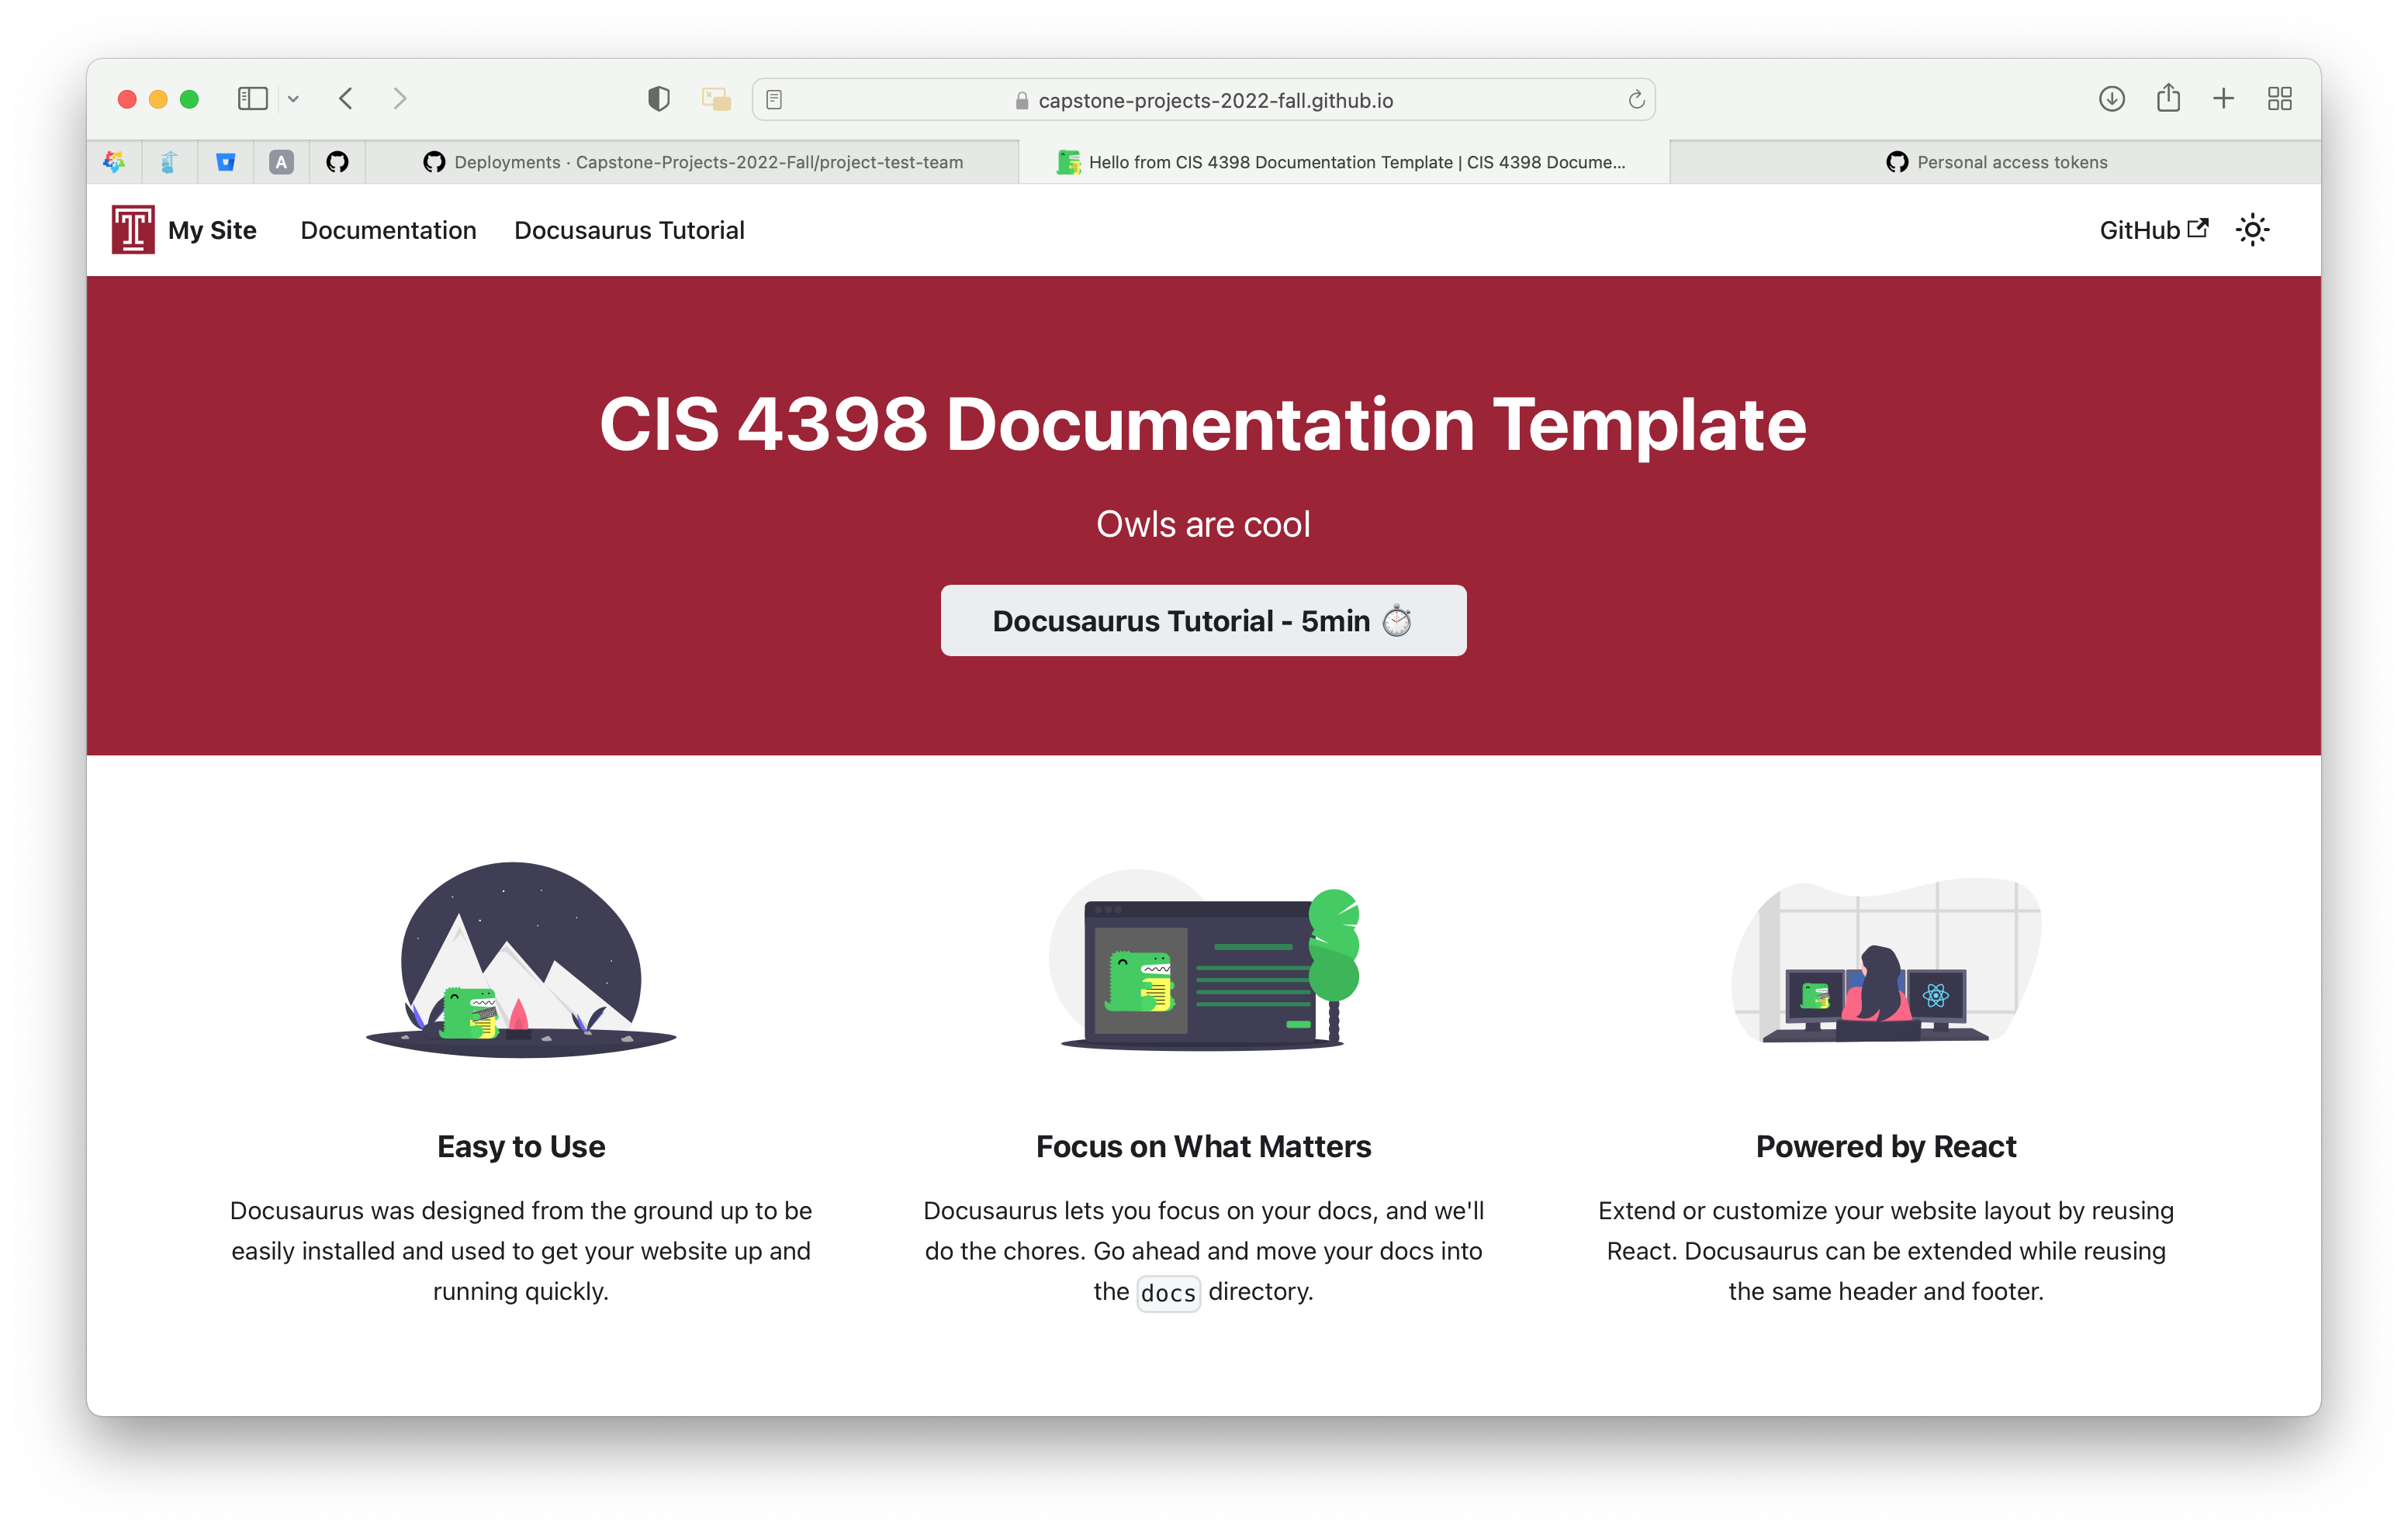 capstone-projects-2022-fall.github.io
A
Deployments · Capstone-Projects-2022-Fall/project-test-team
Hello from CIS 4398 Documentation Template | CIS 4398 Docume...
Personal access tokens
T My Site Documentation Docusaurus Tutorial GitHub
CIS 4398 Documentation Template
Owls are cool
Docusaurus Tutorial - 5min ⏱️
Easy to Use
Docusaurus was designed from the ground up to be
easily installed and used to get your website up and
running quickly.
Focus on What Matters
Docusaurus lets you focus on your docs, and we'll
do the chores. Go ahead and move your docs into
the docs directory.
Powered by React
Extend or customize your website layout by reusing
React. Docusaurus can be extended while reusing
the same header and footer.